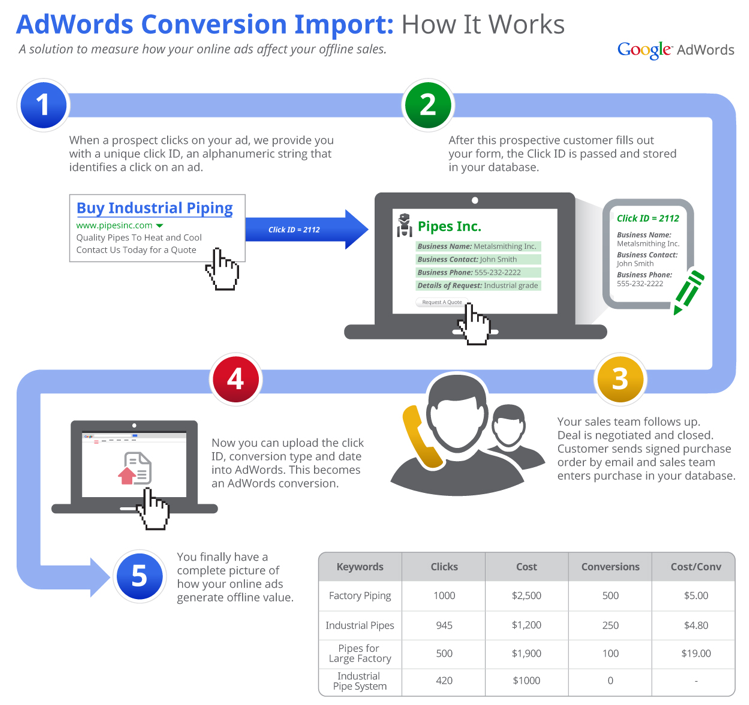 AdWords Conversion Import: How It Works
A solution to measure how your online ads affect your offline sales.
Google AdWords
1
When a prospect clicks on your ad, we provide you
with a unique click ID, an alphanumeric string that
identifies a click on an ad.
2
After this prospective customer fills out
your form, the Click ID is passed and stored
in your database.
Buy Industrial Piping
www.pipesinc.com
Quality Pipes To Heat and Cool
Contact Us Today for a Quote
Click ID = 2112
Pipes Inc.
Business Name: Metalsmithing Inc.
Business Contact: John Smith
Business Phone: 555-232-2222
Details of Request: Industrial grade
Request A Quote
Click ID = 2112
Business Name:
Metalsmithing Inc.
Business Contact:
John Smith
Business Phone:
555-232-2222
3
Your sales team follows up.
Deal is negotiated and closed.
Customer sends signed purchase
order by email and sales team
enters purchase in your database.
4
Now you can upload the click
ID, conversion type and date
into AdWords. This becomes
an AdWords conversion.
5
You finally have a
complete picture of
how your online ads
generate offline value.
Keywords Clicks Cost Conversions Cost/Conv
Factory Piping 1000 $2,500 500 $5.00
Industrial Pipes 945 $1,200 250 $4.80
Pipes for
Large Factory 500 $1,900 100 $19.00
Industrial
Pipe System 420 $1000 0 -